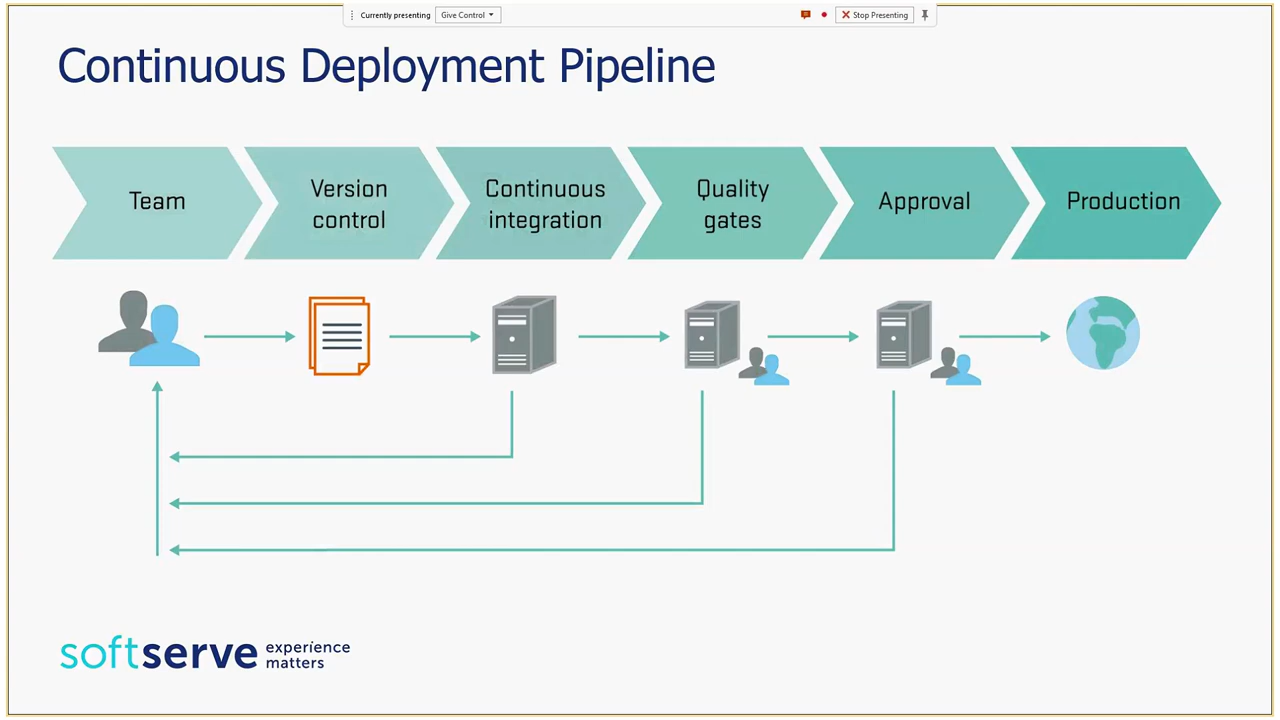 Currently presenting
Give Control
Stop Presenting
Continuous Deployment Pipeline
Team
Version
control
Continuous
integration
Quality
gates
Approval
Production
softserve
experience
matters